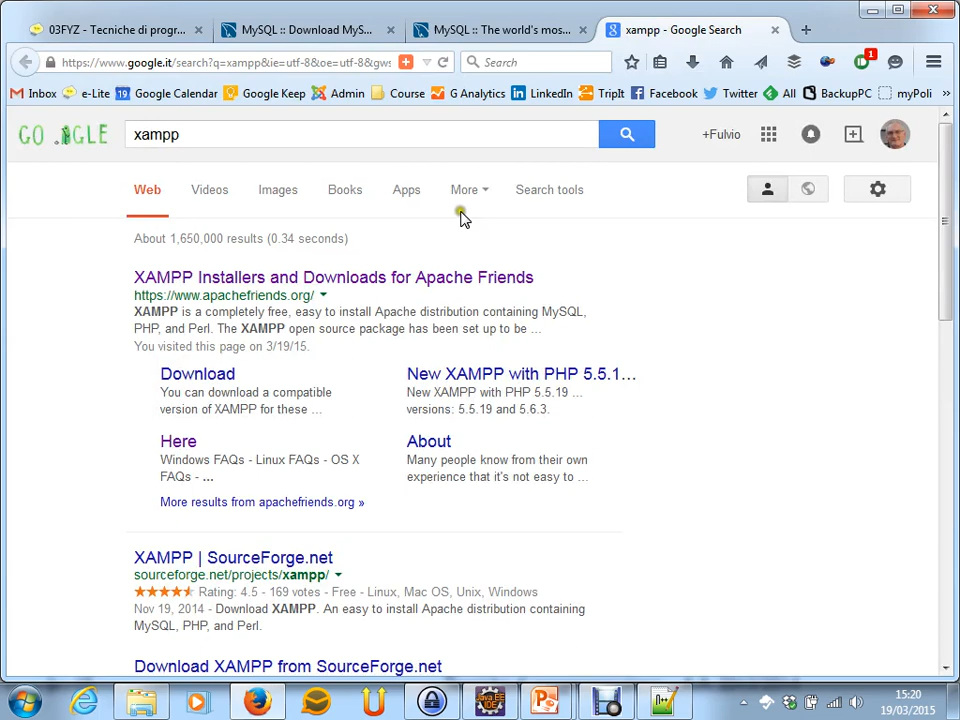 03FYZ - Tecniche di progr...
MySQL :: Download MyS...
MySQL :: The world's mos...
xampp - Google Search
https://www.google.it/search?q=xampp&ie=utf-8&oe=utf-8&gws
Search
1
Inbox
e-Lite
19 Google Calendar
Google Keep
Admin
Course
G Analytics
LinkedIn
TripIt
Facebook
Twitter
All
BackupPC
myPoli
»
xampp
+Fulvio
Web
Videos
Images
Books
Apps
More
Search tools
About 1,650,000 results (0.34 seconds)
XAMPP Installers and Downloads for Apache Friends
https://www.apachefriends.org/
XAMPP is a completely free, easy to install Apache distribution containing MySQL,
PHP, and Perl. The XAMPP open source package has been set up to be ...
You visited this page on 3/19/15.
Download
You can download a compatible
version of XAMPP for these ...
New XAMPP with PHP 5.5.1...
New XAMPP with PHP 5.5.19 ...
versions: 5.5.19 and 5.6.3.
Here
Windows FAQs - Linux FAQs - OS X
FAQs - ...
About
Many people know from their own
experience that it's not easy to ...
More results from apachefriends.org »
XAMPP | SourceForge.net
sourceforge.net/projects/xampp/
Rating: 4.5 - 169 votes - Free - Linux, Mac OS, Unix, Windows
Nov 19, 2014 - Download XAMPP. An easy to install Apache distribution containing
MySQL, PHP, and Perl.
Download XAMPP from SourceForge.net
Java EE
IDE
15:20
19/03/2015